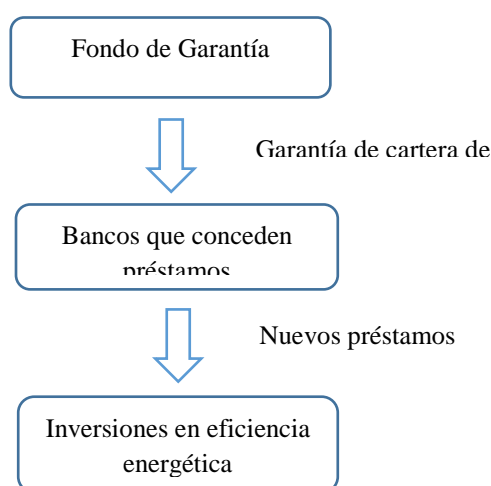 Fondo de Garantía
Garantía de cartera de
Bancos que conceden
préstamos
Nuevos préstamos
Inversiones en eficiencia
energética